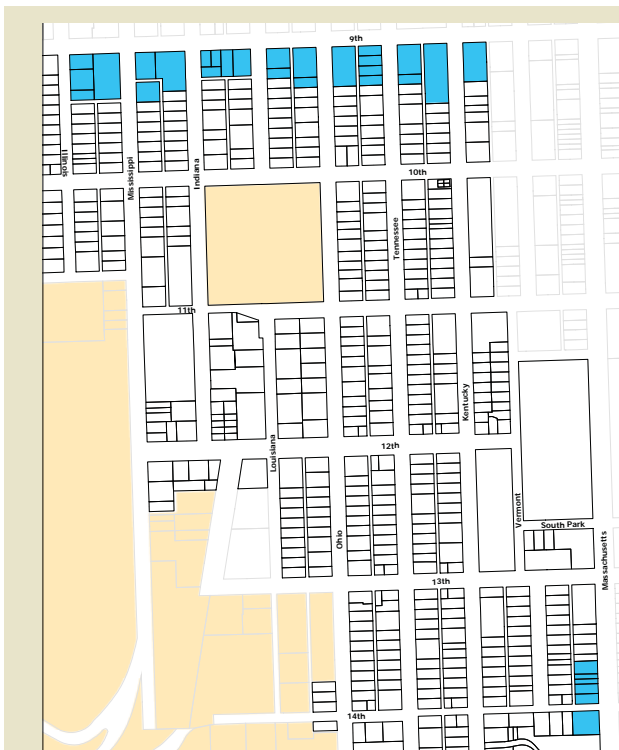 9th
Illinois
Mississippi
Indiana
10th
Tennessee
11th
Kentucky
Louisiana
12th
Ohio
Vermont
South Park
Massachusetts
13th
14th